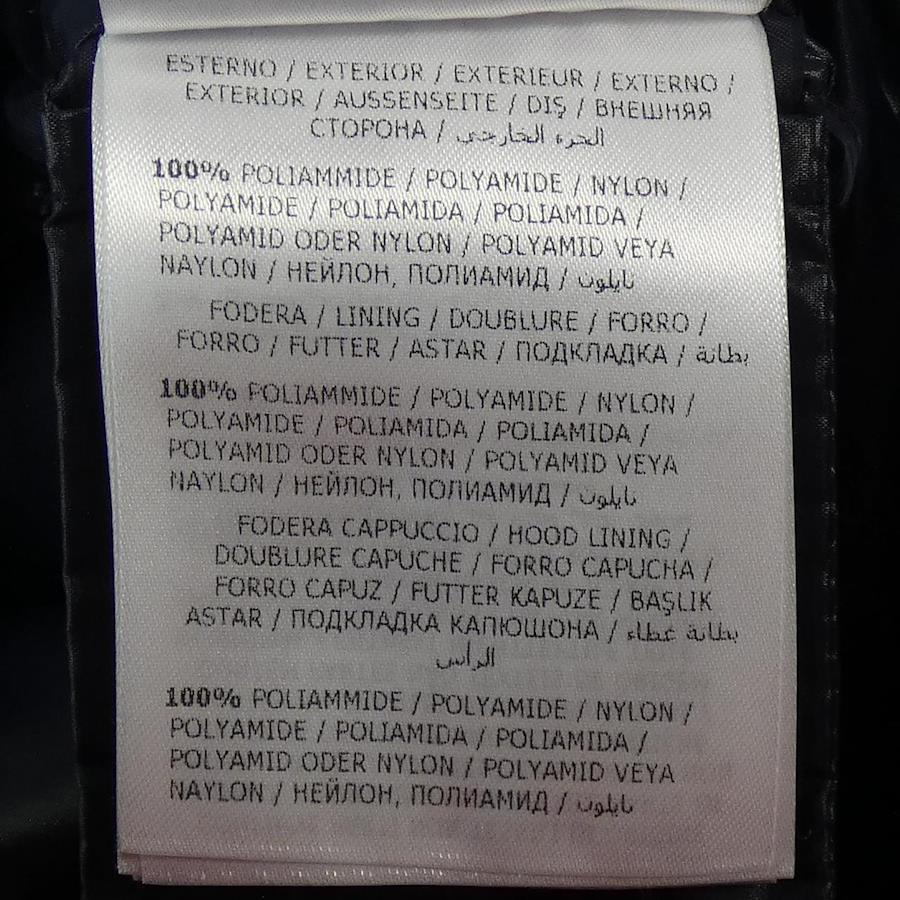 ESTERNO / EXTERIOR / EXTERIEUR / EXTERNO /
EXTERIOR / AUSSENSEITE / DIŞ / ВНЕШНЯЯ
СТОРОНА / الجزء الخارجي
100% POLIAMMIDE / POLYAMIDE / NYLON /
POLYAMIDE / POLIAMIDA / POLIAMIDA /
POLYAMID ODER NYLON / POLYAMID VEYA
NAYLON / НЕЙЛОН, ПОЛИАМИД / نايلون
FODERA / LINING / DOUBLURE / FORRO /
FORRO / FUTTER / ASTAR / ПОДКЛАДКА / بطانة
100% POLIAMMIDE / POLYAMIDE / NYLON /
POLYAMIDE / POLIAMIDA / POLIAMIDA /
POLYAMID ODER NYLON / POLYAMID VEYA
NAYLON / НЕЙЛОН, ПОЛИАМИД / نايلون
FODERA CAPPUCCIO / HOOD LINING /
DOUBLURE CAPUCHE / FORRO CAPUCHA /
FORRO CAPUZ / FUTTER KAPUZE / BAŞLIK
ASTAR / ПОДКЛАДКА КАПЮШОНА / بطانة غطاء
الرأس
100% POLIAMMIDE / POLYAMIDE / NYLON /
POLYAMIDE / POLIAMIDA / POLIAMIDA /
POLYAMID ODER NYLON / POLYAMID VEYA
NAYLON / НЕЙЛОН, ПОЛИАМИД / نايلون